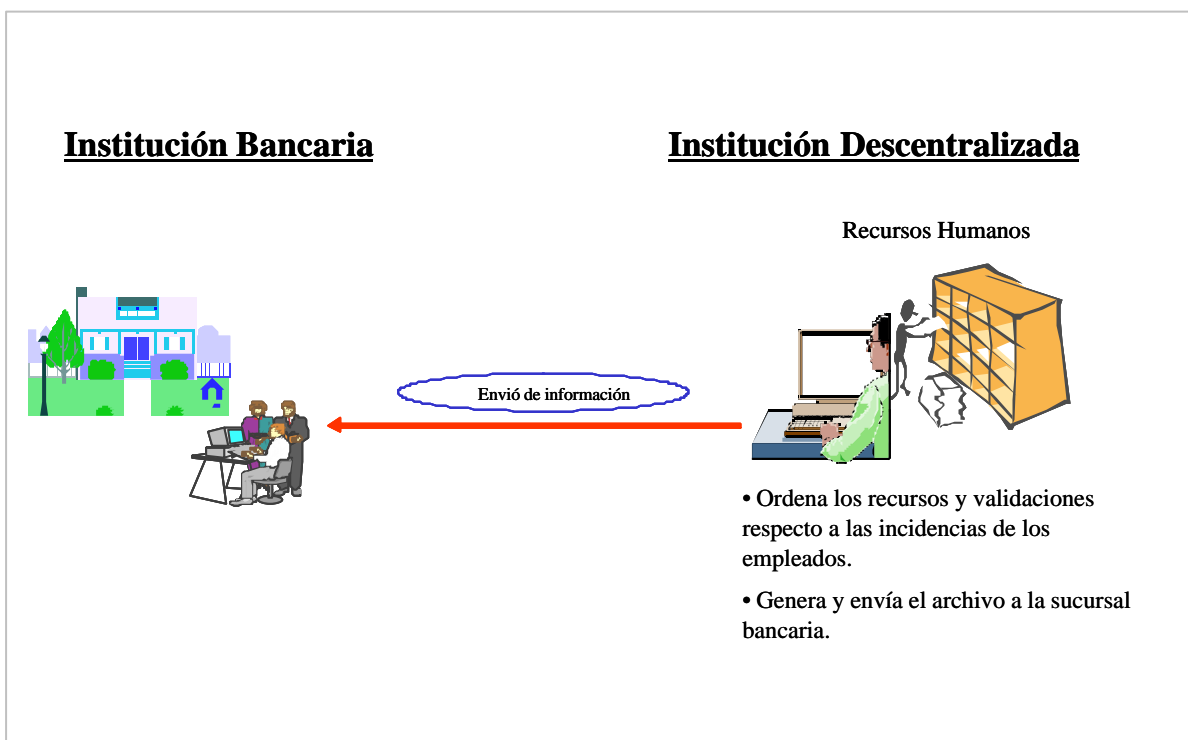 Institución Bancaria
Institución Descentralizada
Recursos Humanos
Envió de información
• Ordena los recursos y validaciones
respecto a las incidencias de los
empleados.
• Genera y envía el archivo a la sucursal
bancaria.